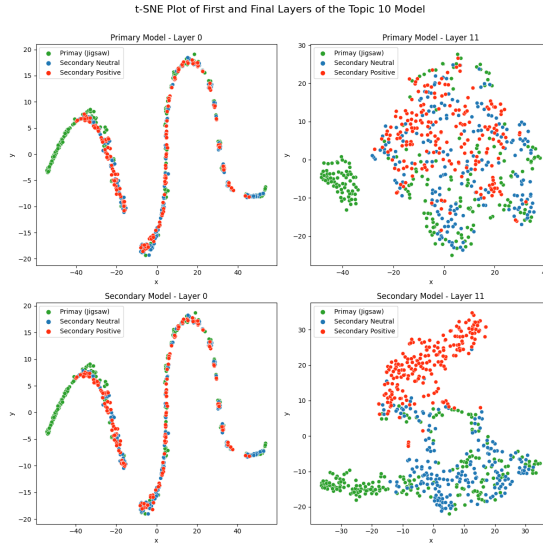 t-SNE Plot of First and Final Layers of the Topic 10 Model
Primary Model - Layer 0
Primay (Jigsaw)
Secondary Neutral
Secondary Positive
20
15
10
5
0
−5
−10
−15
−20
y
−40
−20
0
20
40
x
Primary Model - Layer 11
Primay (Jigsaw)
Secondary Neutral
Secondary Positive
30
20
10
0
−10
−20
y
−40
−20
0
20
x
Secondary Model - Layer 0
Primay (Jigsaw)
Secondary Neutral
Secondary Positive
20
15
10
5
0
−5
−10
−15
−20
y
−40
−20
0
20
40
x
Secondary Model - Layer 11
Primay (Jigsaw)
Secondary Neutral
Secondary Positive
30
20
10
0
−10
−20
y
−30
−20
−10
0
10
20
30
x